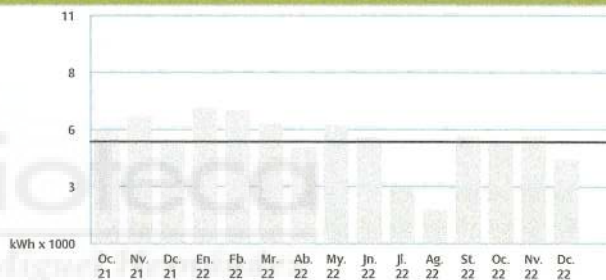 11
8
6
3
kWh x 1000
Oc. Nv. Dc. En. Fb. Mr. Ab. My. Jn. Jl. Ag. St. Oc. Nv. Dc.
21 21 21 22 22 22 22 22 22 22 22 22 22 22 22
ioteca